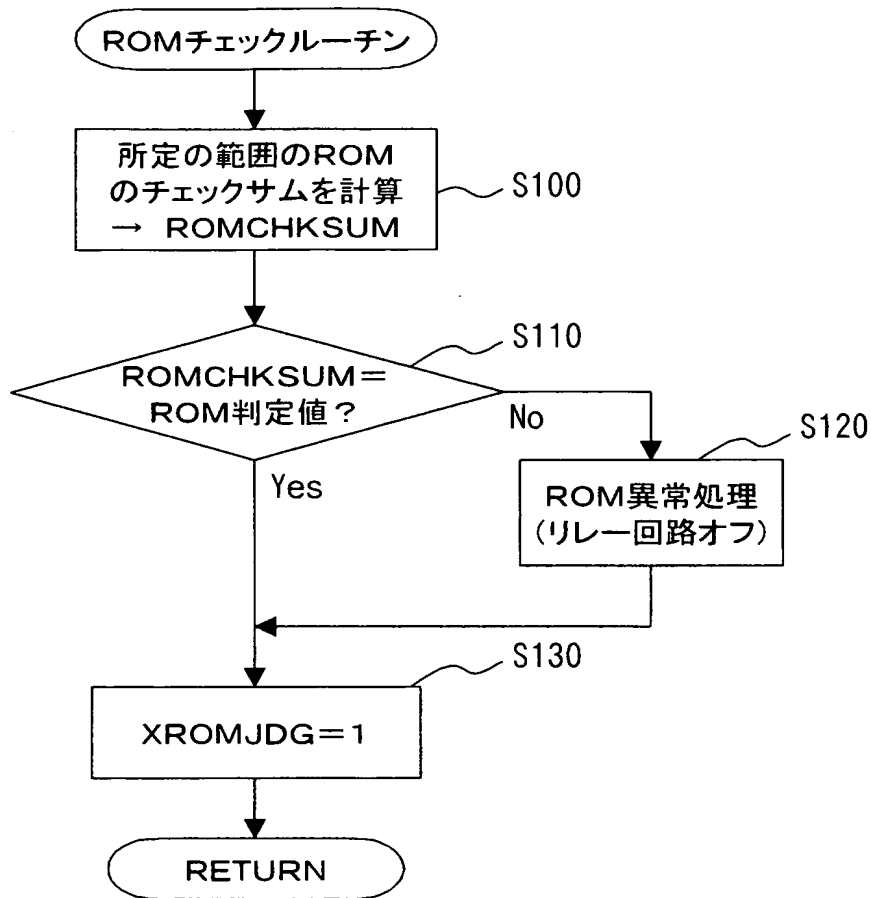 ROMチェックルーチン
所定の範囲のROM
のチェックサムを計算
→ ROMCHKSUM
S100
S110
ROMCHKSUM＝
ROM判定値？
No
Yes
S120
ROM異常処理
(リレー回路オフ)
S130
XROMJDG＝1
RETURN